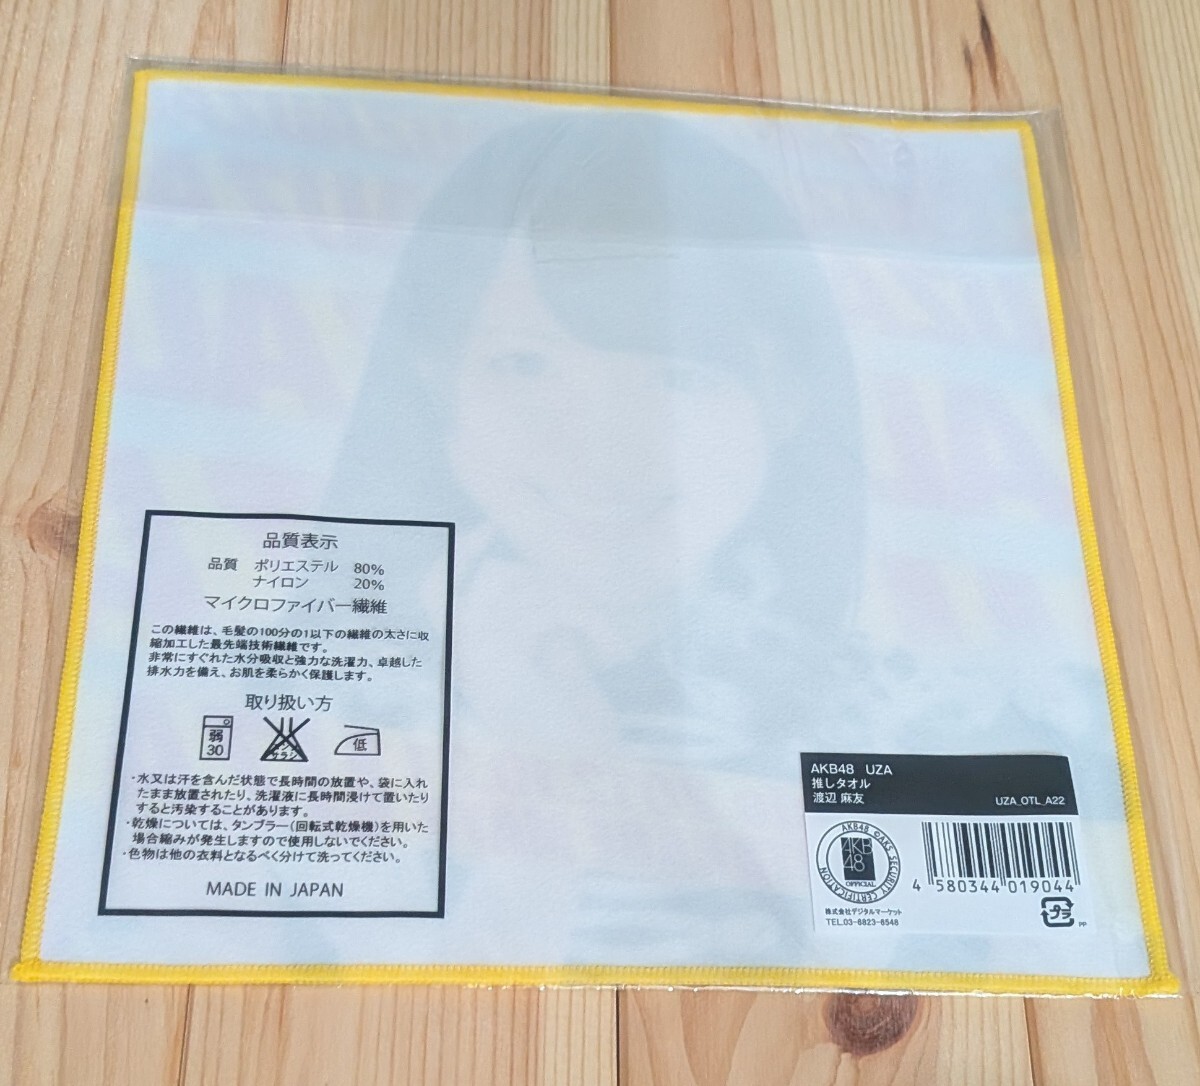 品質表示
品質 ポリエステル 80%
ナイロン 20%
マイクロファイバー繊維
この繊維は、毛髪の100分の1以下の繊維の太さに収
縮加工した最先端技術繊維です。
非常にすぐれた水分吸収と強力な洗濯力、卓越した
排水力を備え、お肌を柔らかく保護します。
取り扱い方
弱
30
エンソ
サラシ
低
・水又は汗を含んだ状態で長時間の放置や、袋に入れ
たまま放置されたり、洗濯液に長時間浸けて置いたり
すると汚染することがあります。
・乾燥については、タンブラー(回転式乾燥機)を用いた
場合縮みが発生しますので使用しないでください。
・色物は他の衣料となるべく分けて洗ってください。
MADE IN JAPAN
AKB48 UZA
推しタオル
渡辺 麻友
UZA_OTL_A22
AKB48 ©AKS SECURITY CERTIFICATION
AKB
48
OFFICIAL
株式会社デジタルマーケット
TEL.03-6823-6548
4 580344 019044
プラ
PP